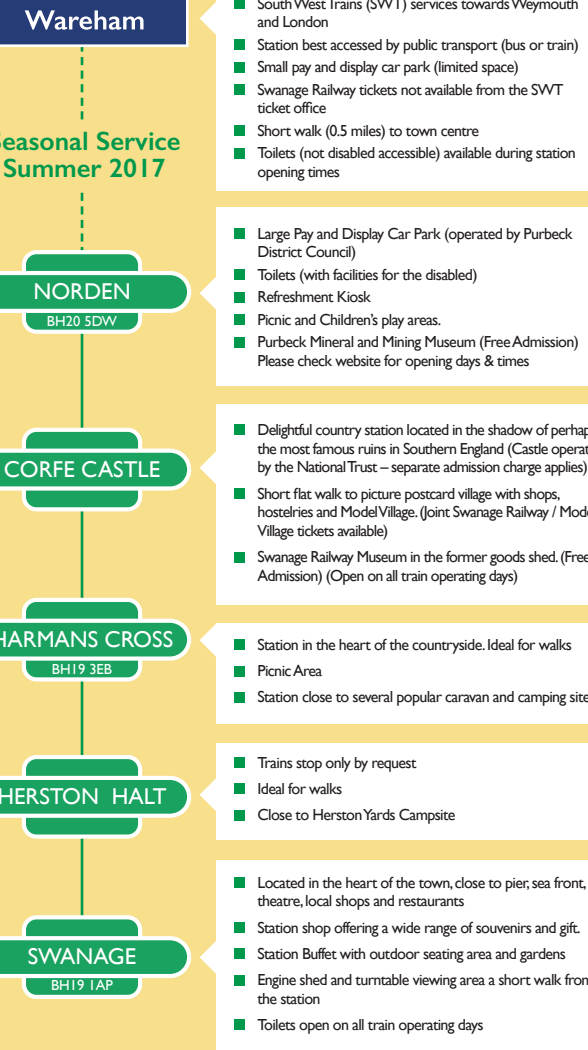 Wareham
South West Trains (SWT) services towards Weymouth
and London
Station best accessed by public transport (bus or train)
Small pay and display car park (limited space)
Swanage Railway tickets not available from the SWT
ticket office
Short walk (0.5 miles) to town centre
Toilets (not disabled accessible) available during station
opening times
Seasonal Service
Summer 2017
NORDEN
BH20 5DW
Large Pay and Display Car Park (operated by Purbeck
District Council)
Toilets (with facilities for the disabled)
Refreshment Kiosk
Picnic and Children's play areas.
Purbeck Mineral and Mining Museum (Free Admission)
Please check website for opening days & times
CORFE CASTLE
Delightful country station located in the shadow of perhap
the most famous ruins in Southern England (Castle operat
by the National Trust – separate admission charge applies)
Short flat walk to picture postcard village with shops,
hostelries and Model Village. (Joint Swanage Railway / Mode
Village tickets available)
Swanage Railway Museum in the former goods shed. (Free
Admission) (Open on all train operating days)
HARMANS CROSS
BH19 3EB
Station in the heart of the countryside. Ideal for walks
Picnic Area
Station close to several popular caravan and camping site
HERSTON HALT
Trains stop only by request
Ideal for walks
Close to Herston Yards Campsite
SWANAGE
BH19 1AP
Located in the heart of the town, close to pier, sea front,
theatre, local shops and restaurants
Station shop offering a wide range of souvenirs and gift.
Station Buffet with outdoor seating area and gardens
Engine shed and turntable viewing area a short walk from
the station
Toilets open on all train operating days